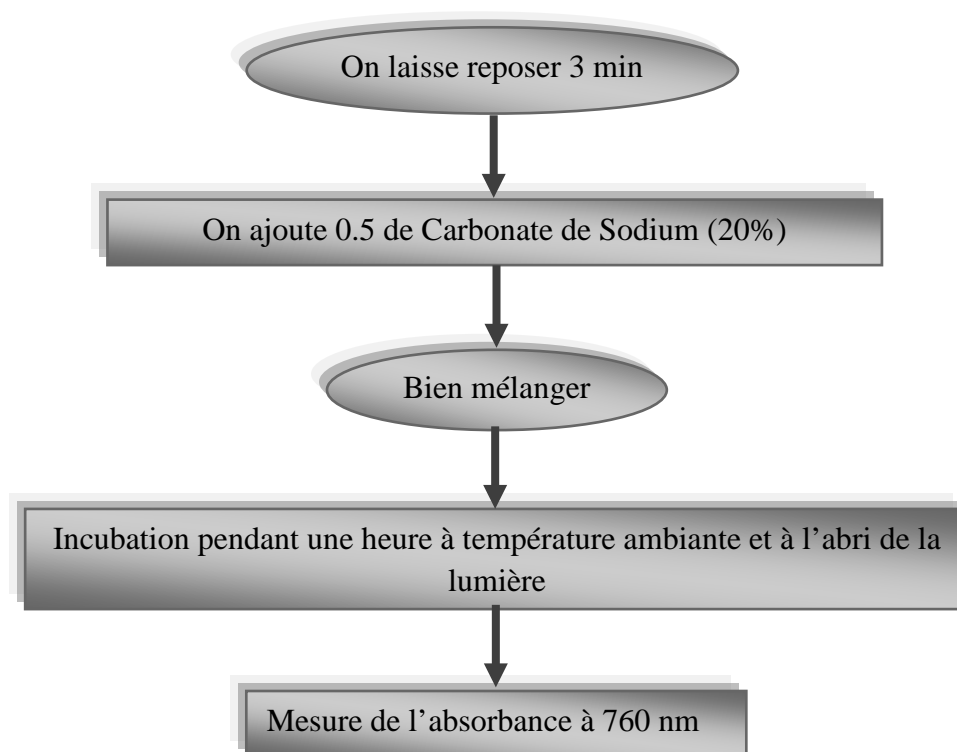 On laisse reposer 3 min
On ajoute 0.5 de Carbonate de Sodium (20%)
Bien mélanger
Incubation pendant une heure à température ambiante et à l’abri de la
lumière
Mesure de l’absorbance à 760 nm